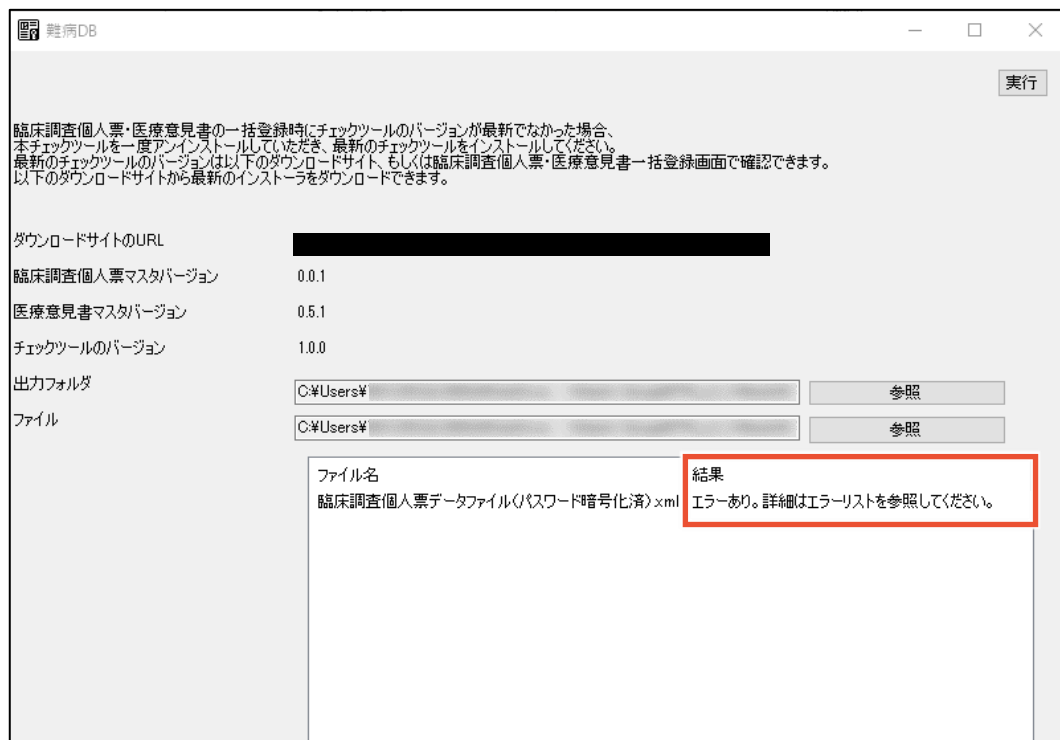 難病DB
実行
臨床調査個人票・医療意見書の一括登録時にチェックツールのバージョンが最新でなかった場合、
本チェックツールを一度アンインストールしていただき、最新のチェックツールをインストールしてください。
最新のチェックツールのバージョンは以下のダウンロードサイト、もしくは臨床調査個人票・医療意見書一括登録画面で確認できます。
以下のダウンロードサイトから最新のインストーラをダウンロードできます。
ダウンロードサイトのURL
臨床調査個人票マスタバージョン 0.0.1
医療意見書マスタバージョン 0.5.1
チェックツールのバージョン 1.0.0
出力フォルダ C:¥Users¥ 参照
ファイル C:¥Users¥ 参照
ファイル名 結果
臨床調査個人票データファイル(パスワード暗号化済).xml エラーあり。詳細はエラーリストを参照してください。